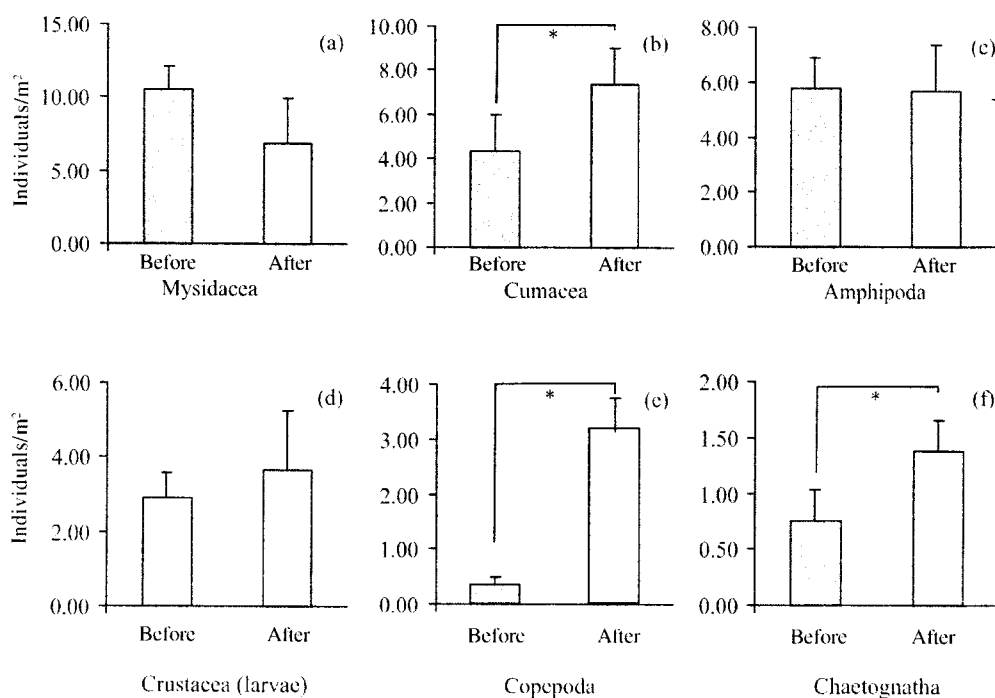 Individuals/m²
15.00
10.00
5.00
0.00
(a)
Before After
Mysidacea
10.00
8.00
6.00
4.00
2.00
0.00
*
(b)
Before After
Cumacea
8.00
6.00
4.00
2.00
0.00
(c)
Before After
Amphipoda
Individuals/m²
6.00
4.00
2.00
0.00
(d)
Before After
Crustacea (larvae)
4.00
3.00
2.00
1.00
0.00
*
(e)
Before After
Copepoda
2.00
1.50
1.00
0.50
0.00
*
(f)
Before After
Chaetognatha